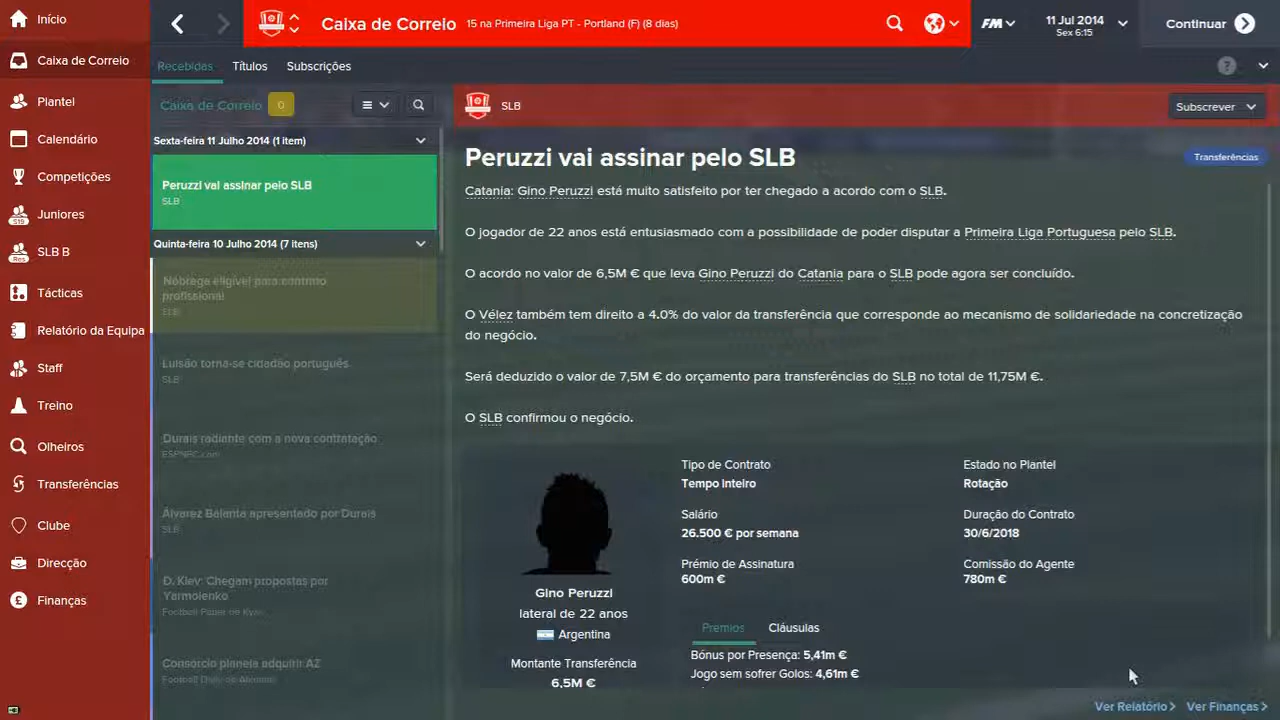 Início
Caixa de Correio
Plantel
Calendário
Competições
Juniores
SLB B
Tácticas
Relatório da Equipa
Staff
Treino
Olheiros
Transferências
Clube
Direcção
Finanças
Caixa de Correio 15 na Primeira Liga PT - Portland (F) (8 dias)
FM
11 Jul 2014
Sex 6:15
Continuar
Recebidas Títulos Subscrições
?
Caixa de Correio 0
Sexta-feira 11 Julho 2014 (1 item)
Peruzzi vai assinar pelo SLB
SLB
Quinta-feira 10 Julho 2014 (7 itens)
Nóbrega elegível para contrato
profissional
SLB
Luisão torna-se cidadão português
SLB
Durais radiante com a nova contratação
ESPNFC.com
Álvarez Balanta apresentado por Durais
SLB
D. Kiev: Chegam propostas por
Yarmolenko
Football Paper de
Consórcio planeia adquirir AZ
SLB
Subscrever
Peruzzi vai assinar pelo SLB
Transferências
Catania: Gino Peruzzi está muito satisfeito por ter chegado a acordo com o SLB.
O jogador de 22 anos está entusiasmado com a possibilidade de poder disputar a Primeira Liga Portuguesa pelo SLB.
O acordo no valor de 6,5M € que leva Gino Peruzzi do Catania para o SLB pode agora ser concluído.
O Vélez também tem direito a 4.0% do valor da transferência que corresponde ao mecanismo de solidariedade na concretização
do negócio.
Será deduzido o valor de 7,5M € do orçamento para transferências do SLB no total de 11,75M €.
O SLB confirmou o negócio.
Gino Peruzzi
lateral de 22 anos
Argentina
Montante Transferência
6,5M €
Tipo de Contrato
Tempo Inteiro
Estado no Plantel
Rotação
Salário
26.500 € por semana
Duração do Contrato
30/6/2018
Prémio de Assinatura
600m €
Comissão do Agente
780m €
Premios Cláusulas
Bónus por Presença: 5,41m €
Jogo sem sofrer Golos: 4,61m €
Ver Relatório Ver Finanças